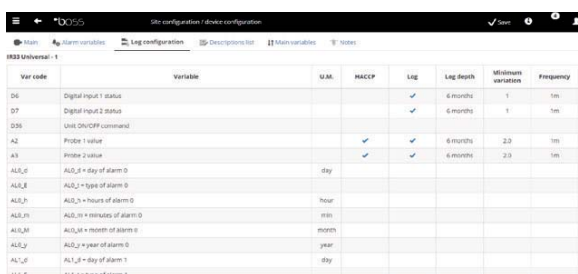 boss Site configuration / device configuration Save 4
Main Alarm variables Log configuration Descriptions list Main variables Notes
IR33 Universal - 1
Var code Variable U.M. HACCP Log Log depth Minimum variation Frequency
D6 Digital input 1 status 6 months 1 1m
D7 Digital input 2 status 6 months 1 1m
D36 Unit ON/OFF command
A2 Probe 1 value 6 months 2.0 1m
A3 Probe 2 value 6 months 2.0 1m
AL0_d AL0_d = day of alarm 0 day
AL0_t = type of alarm 0
AL0_h AL0_h = hours of alarm 0 hour
AL0_m AL0_m = minutes of alarm 0 min
AL0_M AL0_M = month of alarm 0 month
AL0_y AL0_y = year of alarm 0 year
AL1_d AL1_d = day of alarm 1 day